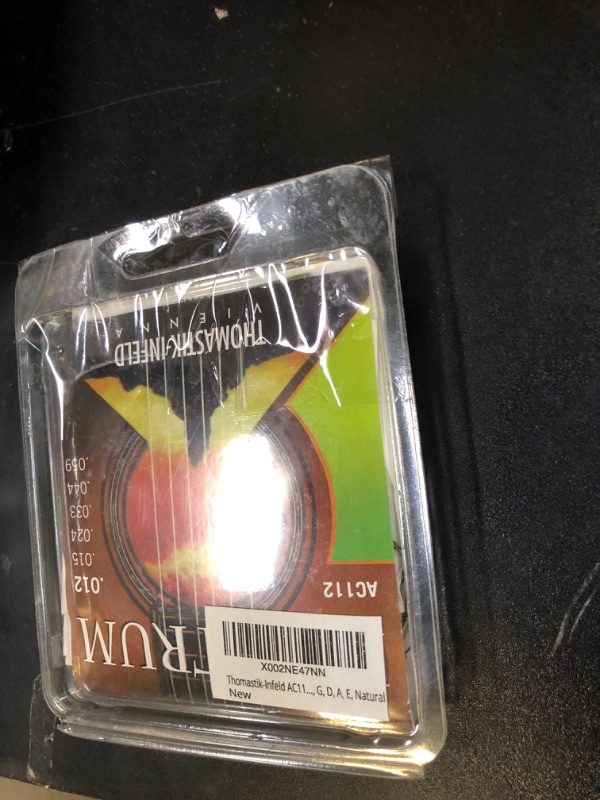 THOMASTIK-INFELD
VIENNA
.059
.044
.033
.024
.015
.012
AC112
TRUM
X002NE47NN
Thomastik-Infeld AC11..., G, D, A, E, Natural
New